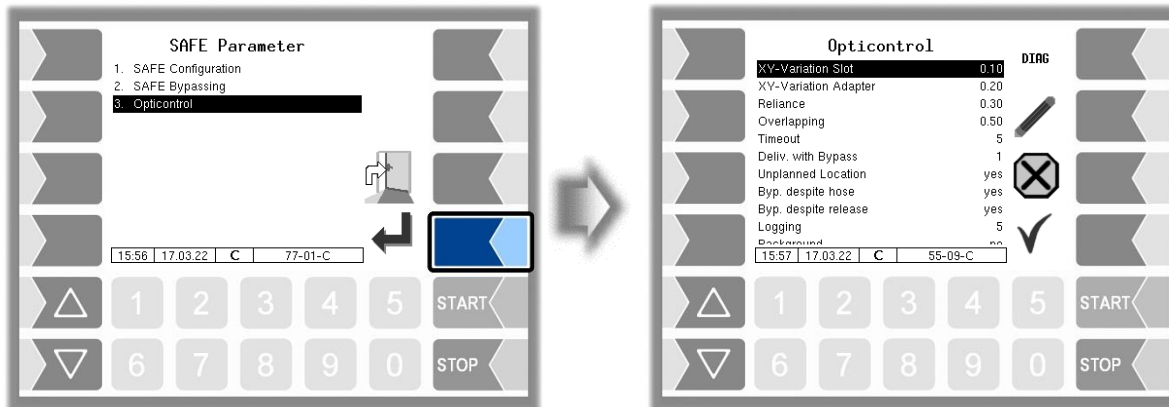 SAFE Parameter
1. SAFE Configuration
2. SAFE Bypassing
3. Opticontrol
15:56 17.03.22 C 77-01-C
1 2 3 4 5 START
6 7 8 9 0 STOP
Opticontrol
DIAG
XY-Variation Slot 0.10
XY-Variation Adapter 0.20
Reliance 0.30
Overlapping 0.50
Timeout 5
Deliv. with Bypass 1
Unplanned Location yes
Byp. despite hose yes
Byp. despite release yes
Logging 5
Background no
15:57 17.03.22 C 55-09-C
1 2 3 4 5 START
6 7 8 9 0 STOP